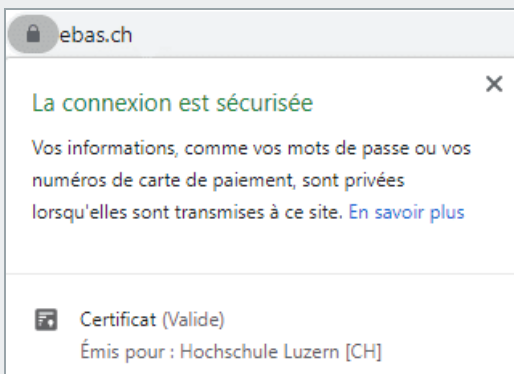 ebas.ch
La connexion est sécurisée
Vos informations, comme vos mots de passe ou vos
numéros de carte de paiement, sont privées
lorsqu'elles sont transmises à ce site. En savoir plus
Certificat (Valide)
Émis pour : Hochschule Luzern [CH]